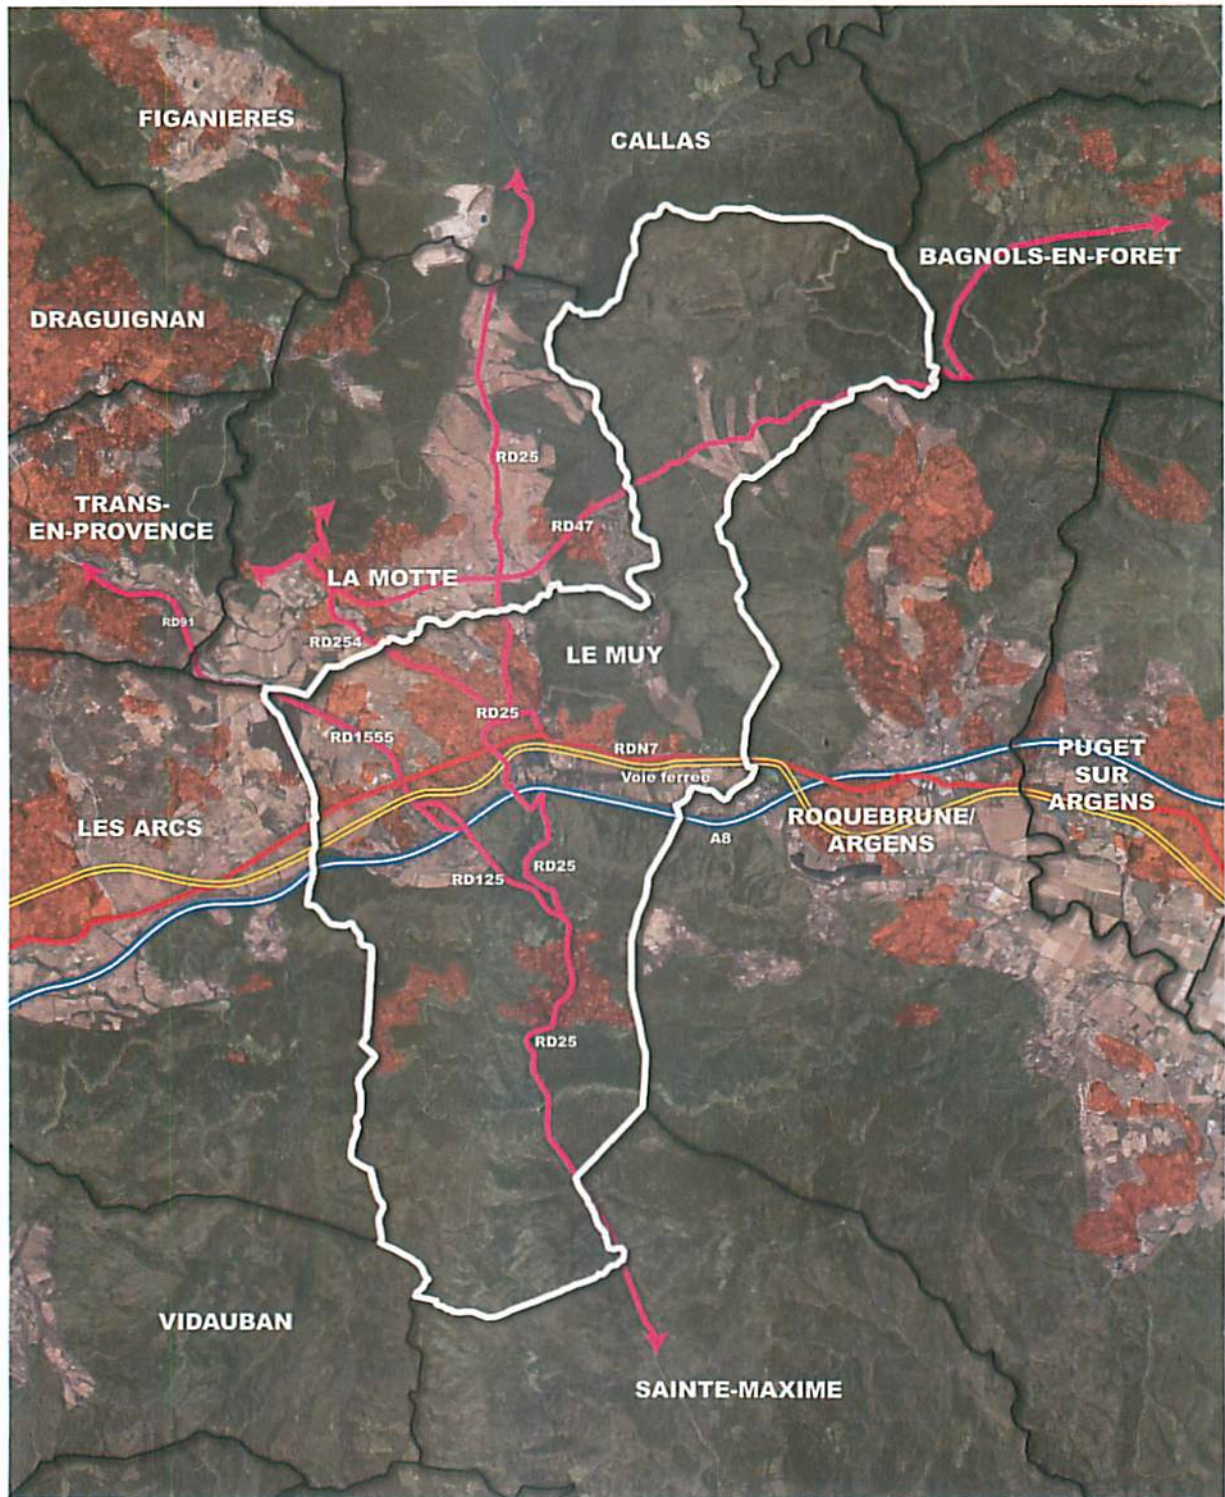 FIGANIERES
CALLAS
BAGNOLS-EN-FORET
DRAGUIGNAN
RD25
TRANS-
EN-PROVENCE
RD47
LA MOTTE
RD91
RD254
LE MUY
RD25
RD1555
RDN7
Voie ferrée
PUGET
SUR
ARGENS
LES ARCS
ROQUEBRUNE/
ARGENS
A8
RD25
RD125
RD25
VIDAUBAN
SAINTE-MAXIME